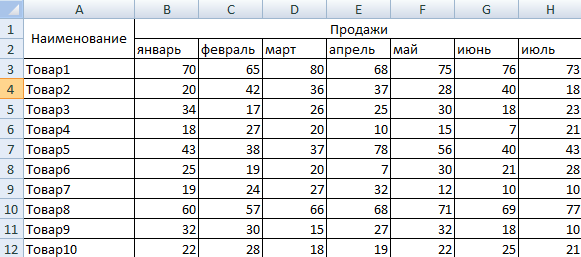 A B C D E F G H
1 Наименование Продажи
2 январь февраль март апрель май июнь июль
3 Товар1 70 65 80 68 75 76 73
4 Товар2 20 42 36 37 28 40 18
5 Товар3 34 17 26 25 30 18 23
6 Товар4 18 27 20 10 15 7 21
7 Товар5 43 38 37 78 56 40 43
8 Товар6 25 19 20 7 30 21 28
9 Товар7 19 24 27 32 12 10 10
10 Товар8 60 57 66 68 71 69 77
11 Товар9 32 30 15 27 32 18 10
12 Товар10 22 28 18 19 22 25 21